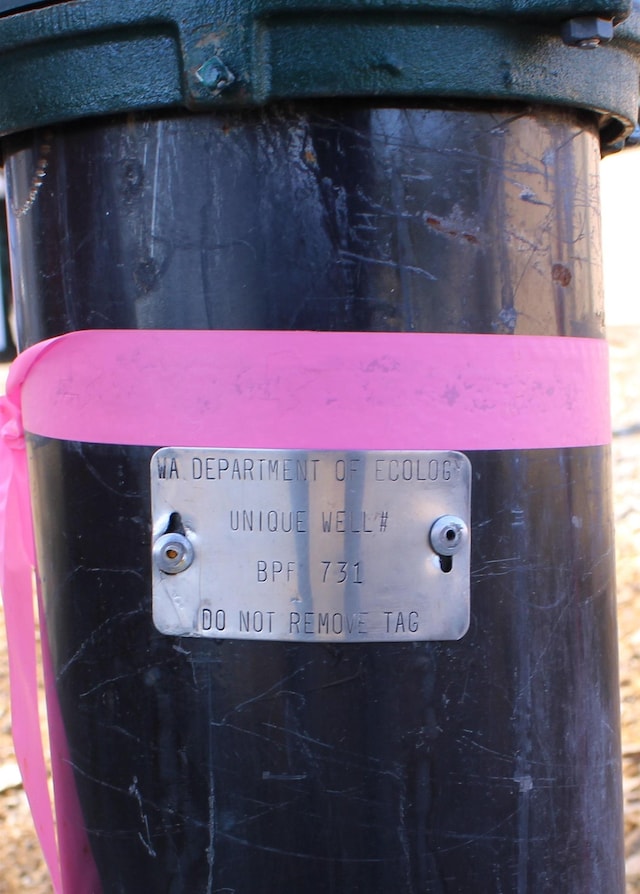 WA DEPARTMENT OF ECOLOGY
UNIQUE WELL#
BPF 731
DO NOT REMOVE TAG